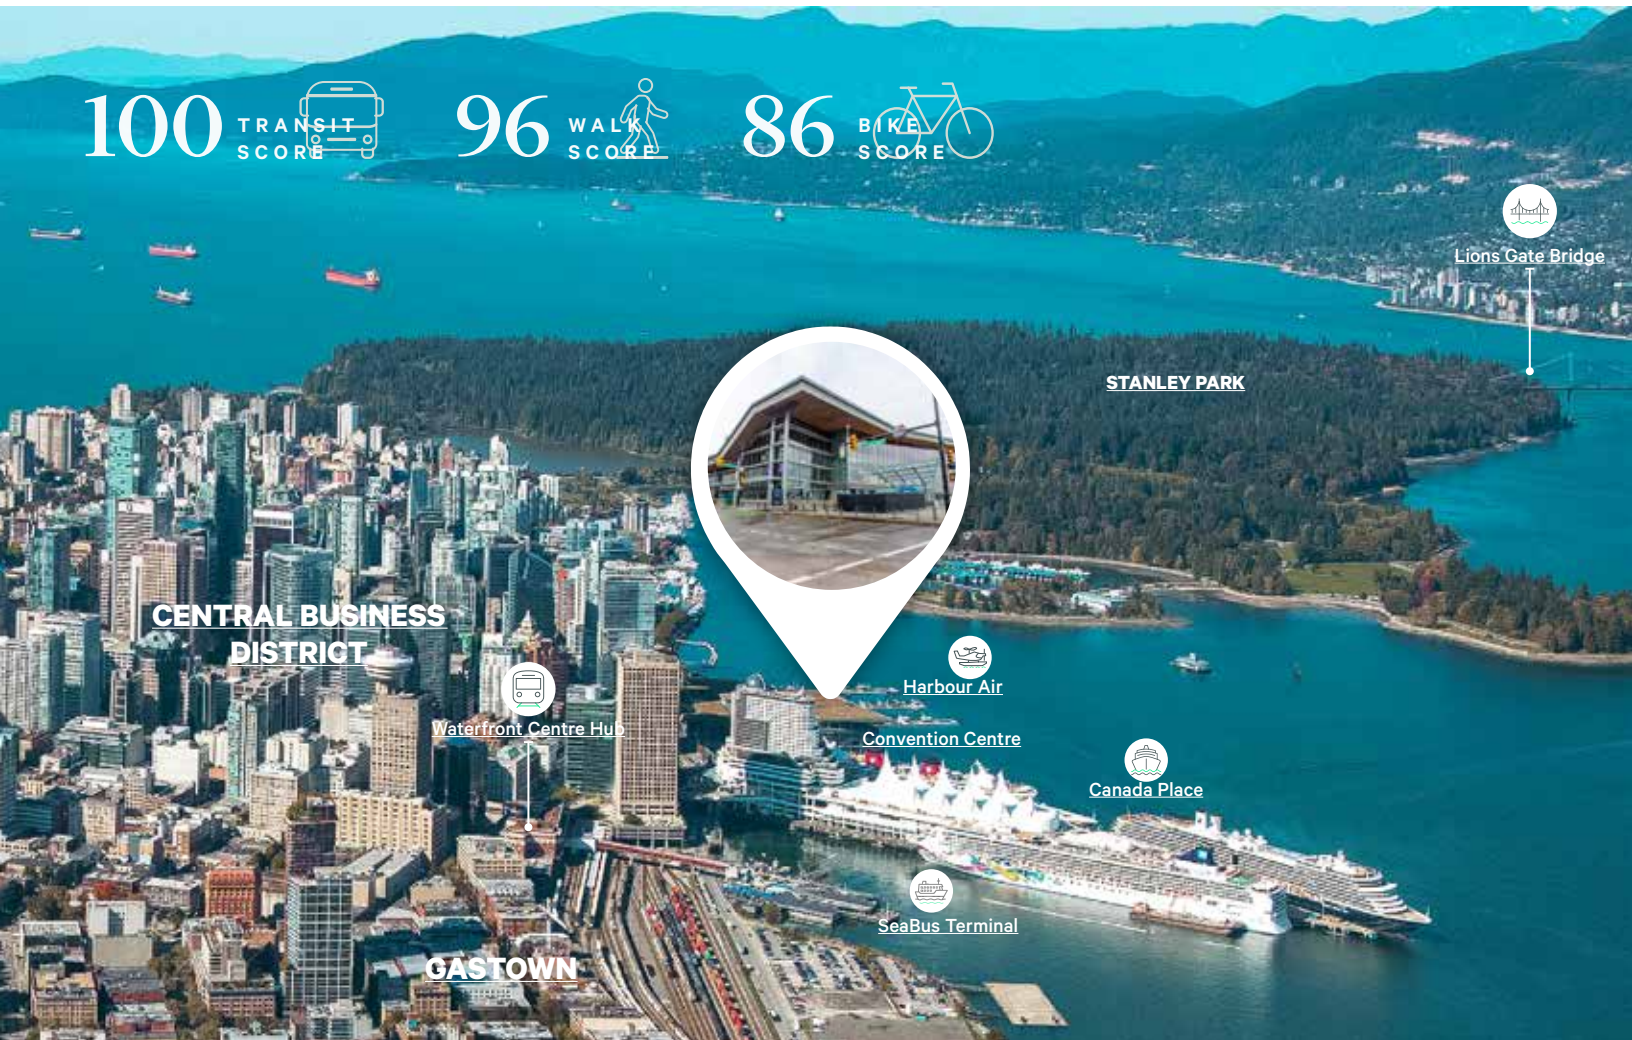 100 TRANSIT
SCORE
96 WALK
SCORE
86 BIKE
SCORE
Lions Gate Bridge
STANLEY PARK
CENTRAL BUSINESS
DISTRICT
Harbour Air
Waterfront Centre Hub
Convention Centre
Canada Place
SeaBus Terminal
GASTOWN